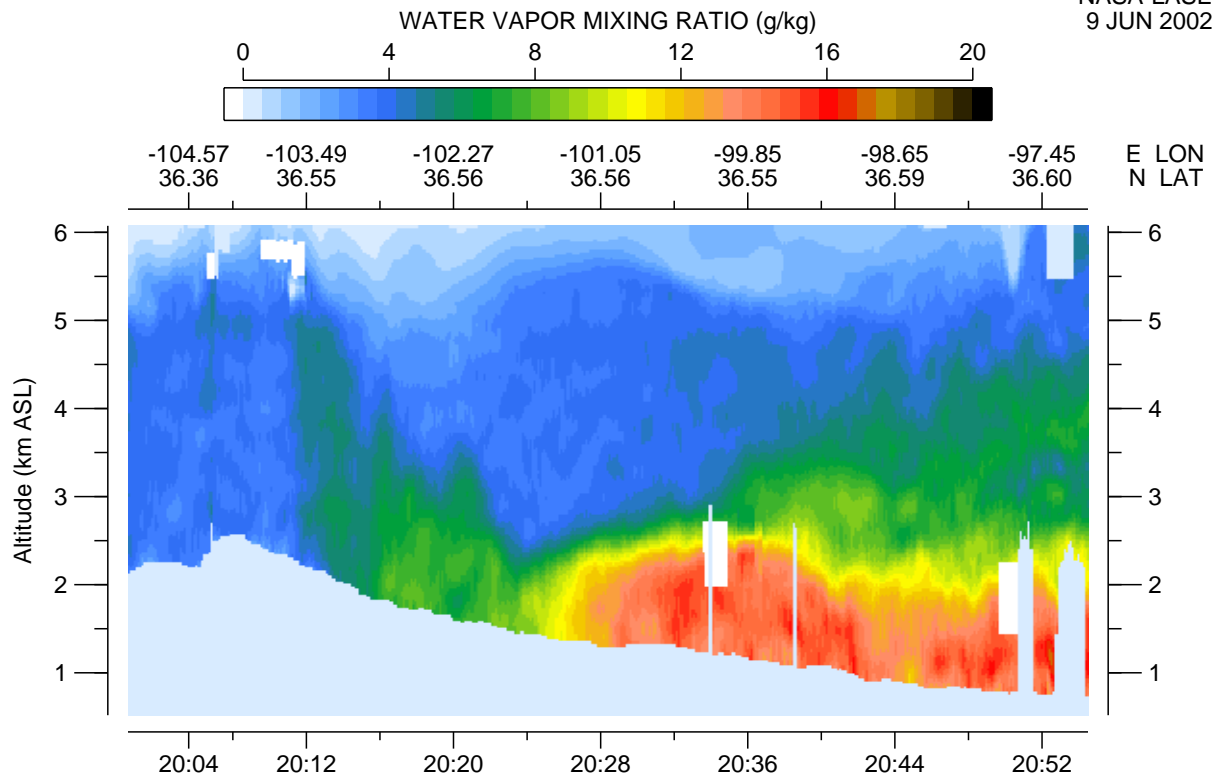 NASA LASE
WATER VAPOR MIXING RATIO (g/kg)
9 JUN 2002
0 4 8 12 16 20
-104.57 -103.49 -102.27 -101.05 -99.85 -98.65 -97.45 E LON
36.36 36.55 36.56 36.56 36.55 36.59 36.60 N LAT
6 6
5 5
4 4
Altitude (km ASL)
3 3
2 2
1 1
20:04 20:12 20:20 20:28 20:36 20:44 20:52